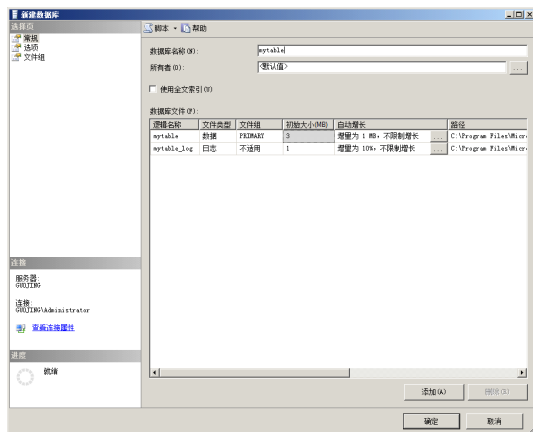 新建数据库
选择页
常规
选项
文件组
脚本
帮助
数据库名称(N):
mytable
所有者(O):
<默认值>
...
使用全文索引(U)
数据库文件(F):
逻辑名称 文件类型 文件组 初始大小(MB) 自动增长 路径
mytable 数据 PRIMARY 3 增量为 1 MB，不限制增长 ... C:\Program Files\Micr
mytable_log 日志 不适用 1 增量为 10%，不限制增长 ... C:\Program Files\Micr
连接
服务器:
GUOJING
连接:
GUOJING\Administrator
查看连接属性
进度
就绪
添加(A)
删除(R)
确定
取消